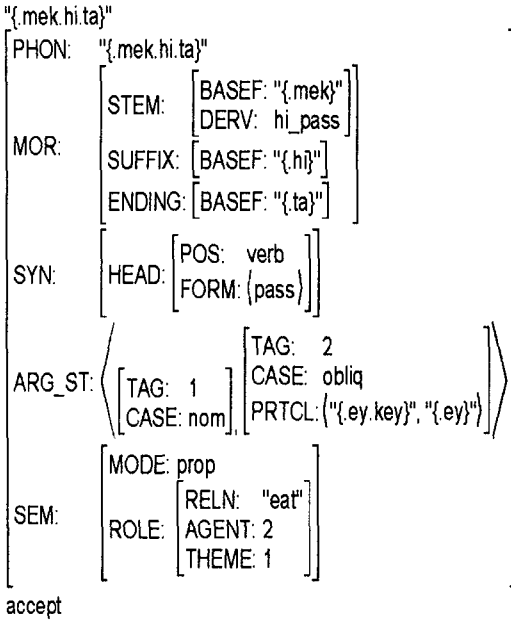 "{.mek.hi.ta}"
PHON: "{.mek.hi.ta}"
MOR: STEM: BASEF: "{.mek}"
DERV: hi_pass
SUFFIX: [BASEF: "{.hi}"]
ENDING: [BASEF: "{.ta}"]
SYN: HEAD: POS: verb
FORM: ⟨pass⟩
ARG_ST: TAG: 1
CASE: nom,
TAG: 2
CASE: obliq
PRTCL: ⟨"{.ey.key}", "{.ey}"⟩
SEM: MODE: prop
ROLE: RELN: "eat"
AGENT: 2
THEME: 1
accept